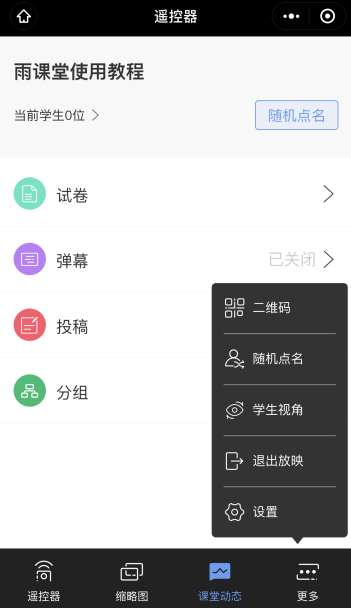 遥控器
雨课堂使用教程
当前学生0位
随机点名
试卷
弹幕
已关闭
投稿
分组
二维码
随机点名
学生视角
退出放映
设置
遥控器
缩略图
课堂动态
更多